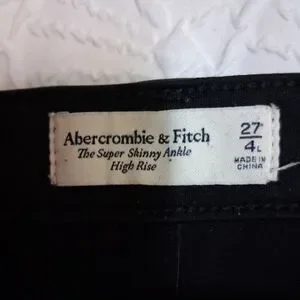 Abercrombie & Fitch
The Super Skinny Ankle
High Rise
27
4L
MADE IN
CHINA